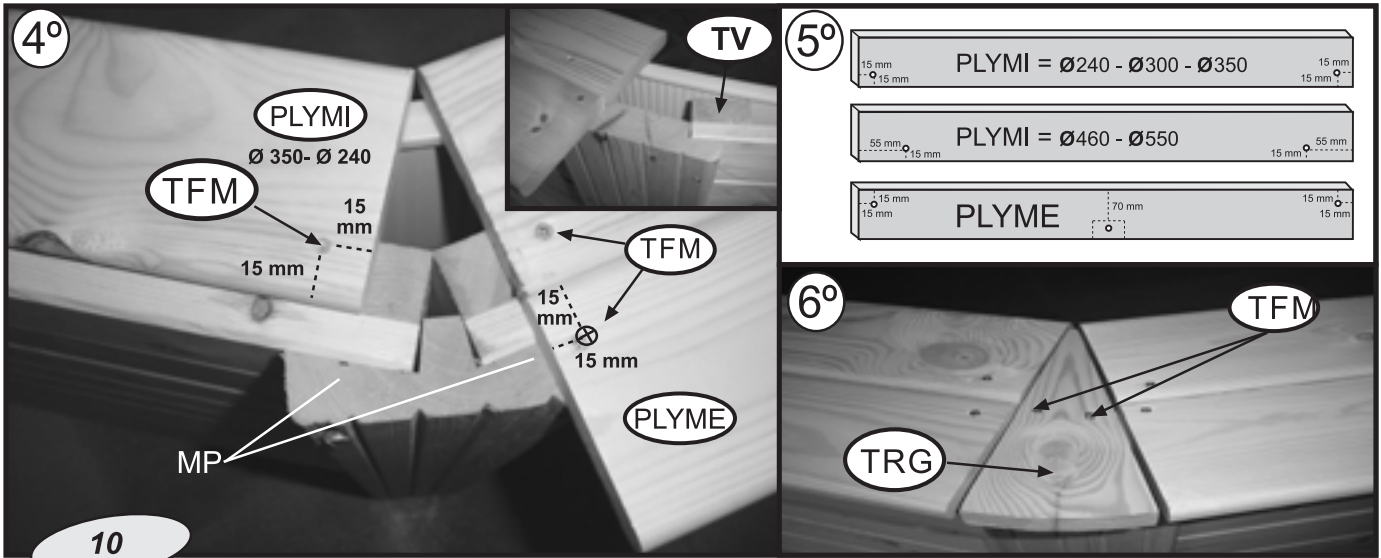 4º
PLYMI
Ø 350- Ø 240
TFM
15
mm
15 mm
TV
TFM
15
mm
15 mm
PLYME
MP
10
5º
PLYMI = Ø240 - Ø300 - Ø350
15 mm
15 mm
15 mm
15 mm
PLYMI = Ø460 - Ø550
55 mm
15 mm
55 mm
15 mm
PLYME
15 mm
15 mm
70 mm
15 mm
15 mm
6º
TFM
TRG